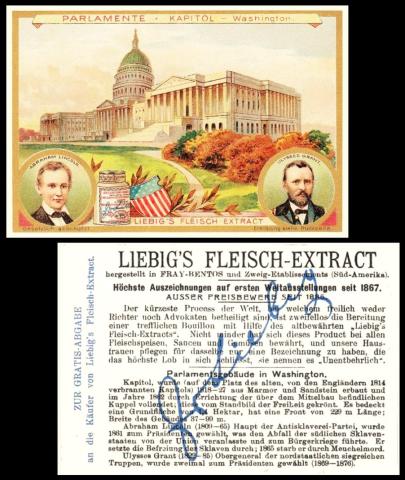 PARLAMENTE · KAPITOL - Washington.
ABRAHAM LINCOLN
ULYSSES GRANT
LIEBIG'S FLEISCH-EXTRACT
Gesetzlich geschützt.
Erklärung siehe Rückseite.
LIEBIG'S FLEISCH-EXTRACT
hergestellt in FRAY-BENTOS und Zweig-Etablissements (Süd-Amerika).
Höchste Auszeichnungen auf ersten Weltausstellungen seit 1867.
AUSSER PREISBEWERB SEIT 1885.
Der kürzeste Process der Welt, in welchem freilich weder
Richter noch Advokaten betheiligt sind, ist zweifellos die Bereitung
einer trefflichen Bouillon mit Hilfe des altbewährten „Liebig's
Fleisch-Extracts". Nicht minder sich dieses Product bei allen
Fleischspeisen, Saucen und bewährt, und unsere Haus-
frauen pflegen für dasselbe nur eine Bezeichnung zu haben, die
das höchste Lob in sich schliesst, sie nennen es „Unentbehrlich".
Parlamentsgebäude in Washington.
Kapitol, auf dem Platz des alten, von den Engländern 1814
verbrannten Kapitols 1818-27 aus Marmor und Sandstein erbaut und
im Jahre Errichtung der über dem Mittelbau befindlichen
Kuppel vollendet; diese vom Standbild der Freiheit gekrönt. Es bedeckt
eine Grundfläche Hektar, hat eine Front von 229 m Länge;
Breite des Gebäudes 37-99 m.
Abraham Lincoln (1809-65) Haupt der Antisklaverei-Partei, wurde
1861 zum Präsidenten gewählt, was den Abfall der südlichen Sklaven-
staaten von der Union veranlasste und zum Bürgerkriege führte. Er
setzte die Befreiung der Sklaven durch; 1865 starb er durch Meuchelmord.
Ulysses Grant (1822-85) Obergeneral der nordstaatlichen siegreichen
Truppen, wurde zweimal zum Präsidenten gewählt (1869-1876).
ZUR GRATIS-ABGABE
an die Käufer von Liebig's Fleisch-Extract.